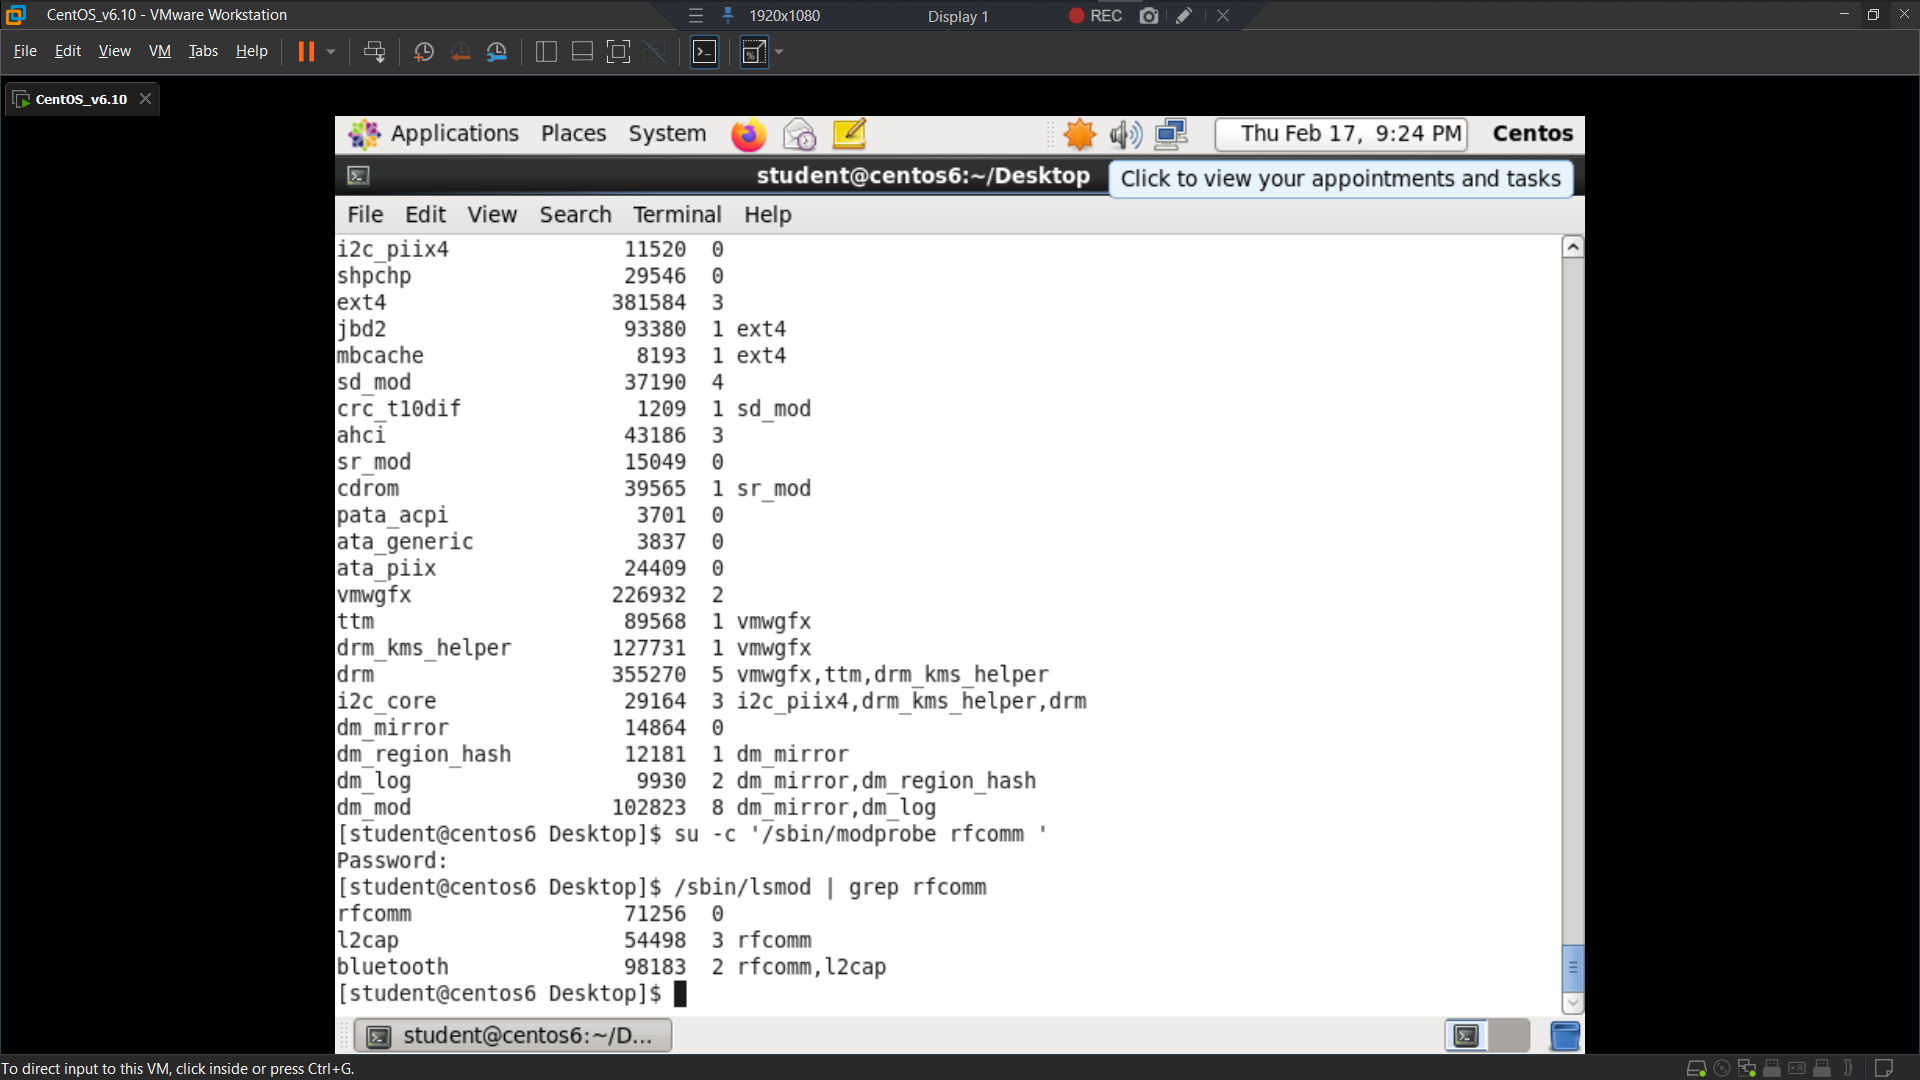 CentOS_v6.10 - VMware Workstation
1920x1080
Display 1
REC
File Edit View VM Tabs Help
CentOS_v6.10
Applications Places System
Thu Feb 17, 9:24 PM
Centos
student@centos6:~/Desktop
Click to view your appointments and tasks
File Edit View Search Terminal Help
i2c_piix4 11520 0
shpchp 29546 0
ext4 381584 3
jbd2 93380 1 ext4
mbcache 8193 1 ext4
sd_mod 37190 4
crc_t10dif 1209 1 sd_mod
ahci 43186 3
sr_mod 15049 0
cdrom 39565 1 sr_mod
pata_acpi 3701 0
ata_generic 3837 0
ata_piix 24409 0
vmwgfx 226932 2
ttm 89568 1 vmwgfx
drm_kms_helper 127731 1 vmwgfx
drm 355270 5 vmwgfx,ttm,drm_kms_helper
i2c_core 29164 3 i2c_piix4,drm_kms_helper,drm
dm_mirror 14864 0
dm_region_hash 12181 1 dm_mirror
dm_log 9930 2 dm_mirror,dm_region_hash
dm_mod 102823 8 dm_mirror,dm_log
[student@centos6 Desktop]$ su -c '/sbin/modprobe rfcomm '
Password:
[student@centos6 Desktop]$ /sbin/lsmod | grep rfcomm
rfcomm 71256 0
l2cap 54498 3 rfcomm
bluetooth 98183 2 rfcomm,l2cap
[student@centos6 Desktop]$
student@centos6:~/D...
To direct input to this VM, click inside or press Ctrl+G.